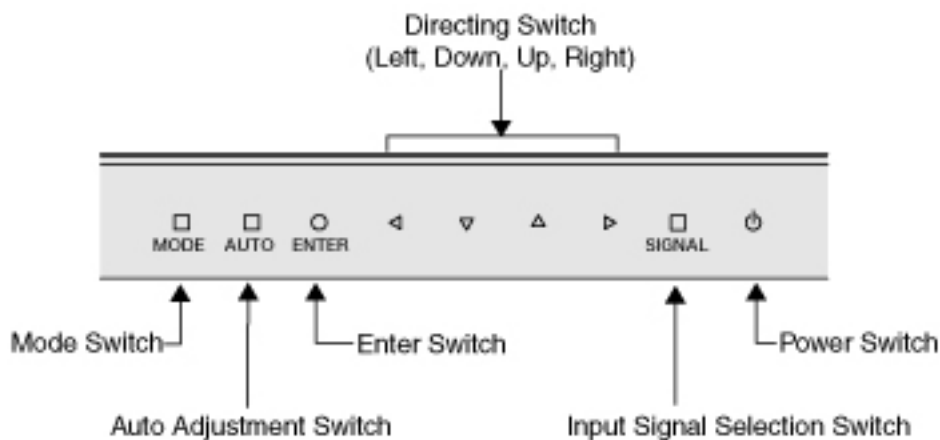 Directing Switch
(Left, Down, Up, Right)
MODE AUTO ENTER SIGNAL
Mode Switch Enter Switch Power Switch
Auto Adjustment Switch Input Signal Selection Switch